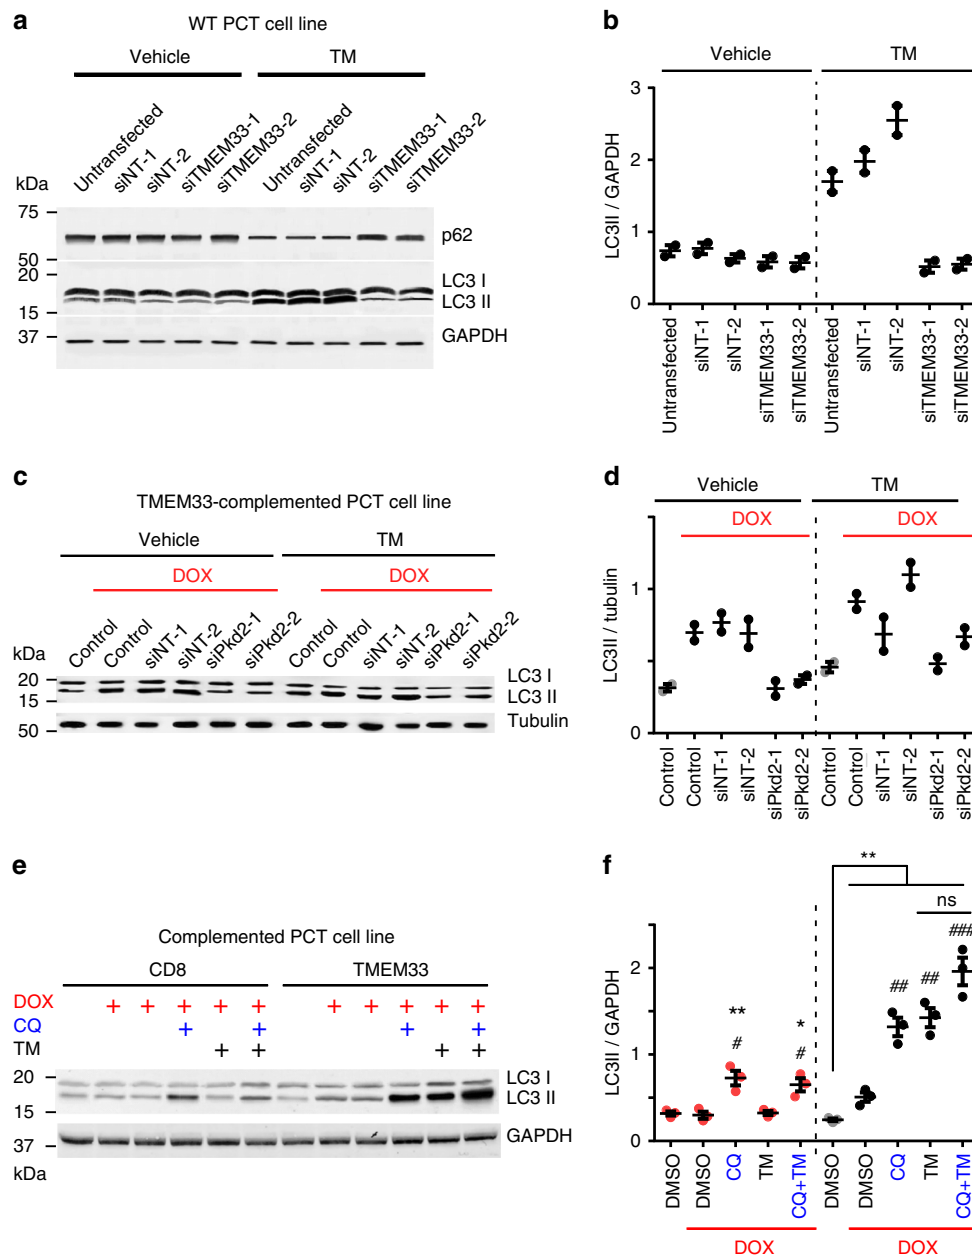 a
WT PCT cell line
Vehicle TM
Untransfected siNT-1 siNT-2 siTMEM33-1 siTMEM33-2 Untransfected siNT-1 siNT-2 siTMEM33-1 siTMEM33-2
kDa
75
p62
50
20
LC3 I
LC3 II
15
37
GAPDH
b
Vehicle TM
LC3II / GAPDH
3
2
1
0
Untransfected siNT-1 siNT-2 siTMEM33-1 siTMEM33-2 Untransfected siNT-1 siNT-2 siTMEM33-1 siTMEM33-2
c
TMEM33-complemented PCT cell line
Vehicle TM
DOX DOX
Control Control siNT-1 siNT-2 siPkd2-1 siPkd2-2 Control Control siNT-1 siNT-2 siPkd2-1 siPkd2-2
kDa
20
LC3 I
LC3 II
15
Tubulin
50
d
Vehicle TM
DOX DOX
LC3II / tubulin
1
0
Control Control siNT-1 siNT-2 siPkd2-1 siPkd2-2 Control Control siNT-1 siNT-2 siPkd2-1 siPkd2-2
e
Complemented PCT cell line
CD8 TMEM33
DOX + + + + + + + + + +
CQ + + + +
TM + + + +
20
LC3 I
LC3 II
15
GAPDH
37
kDa
f
**
ns
###
## ##
** *
# #
LC3II / GAPDH
2
1
0
DMSO DMSO CQ TM CQ+TM DMSO DMSO CQ TM CQ+TM
DOX DOX